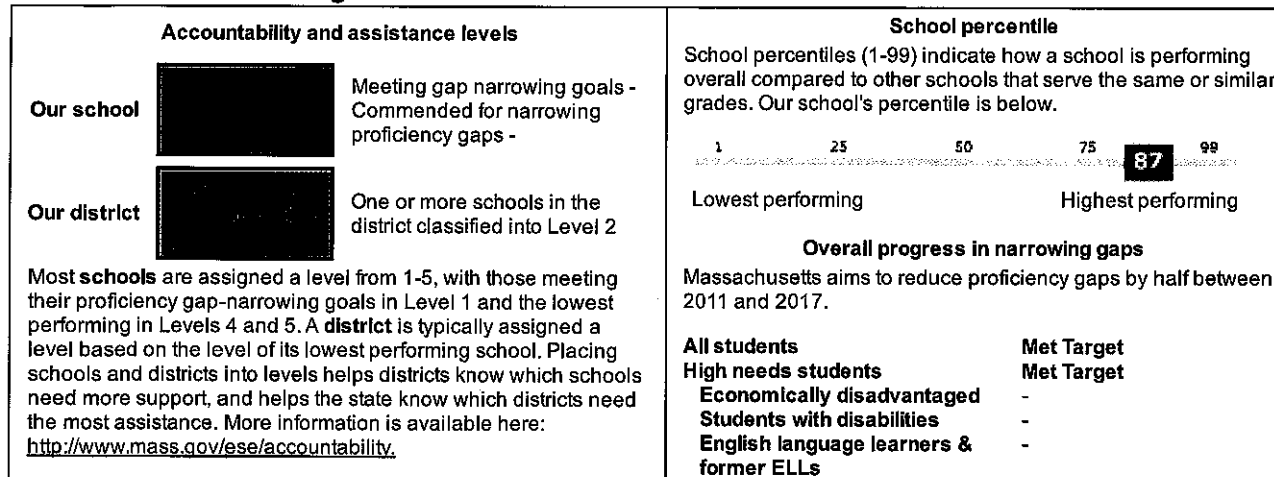 Accountability and assistance levels
Our school
Meeting gap narrowing goals -
Commended for narrowing
proficiency gaps -
Our district
One or more schools in the
district classified into Level 2
Most schools are assigned a level from 1-5, with those meeting
their proficiency gap-narrowing goals in Level 1 and the lowest
performing in Levels 4 and 5. A district is typically assigned a
level based on the level of its lowest performing school. Placing
schools and districts into levels helps districts know which schools
need more support, and helps the state know which districts need
the most assistance. More information is available here:
http://www.mass.gov/ese/accountability.
School percentile
School percentiles (1-99) indicate how a school is performing
overall compared to other schools that serve the same or similar
grades. Our school's percentile is below.
1 25 50 75 87 99
Lowest performing Highest performing
Overall progress in narrowing gaps
Massachusetts aims to reduce proficiency gaps by half between
2011 and 2017.
All students Met Target
High needs students Met Target
Economically disadvantaged -
Students with disabilities -
English language learners & -
former ELLs